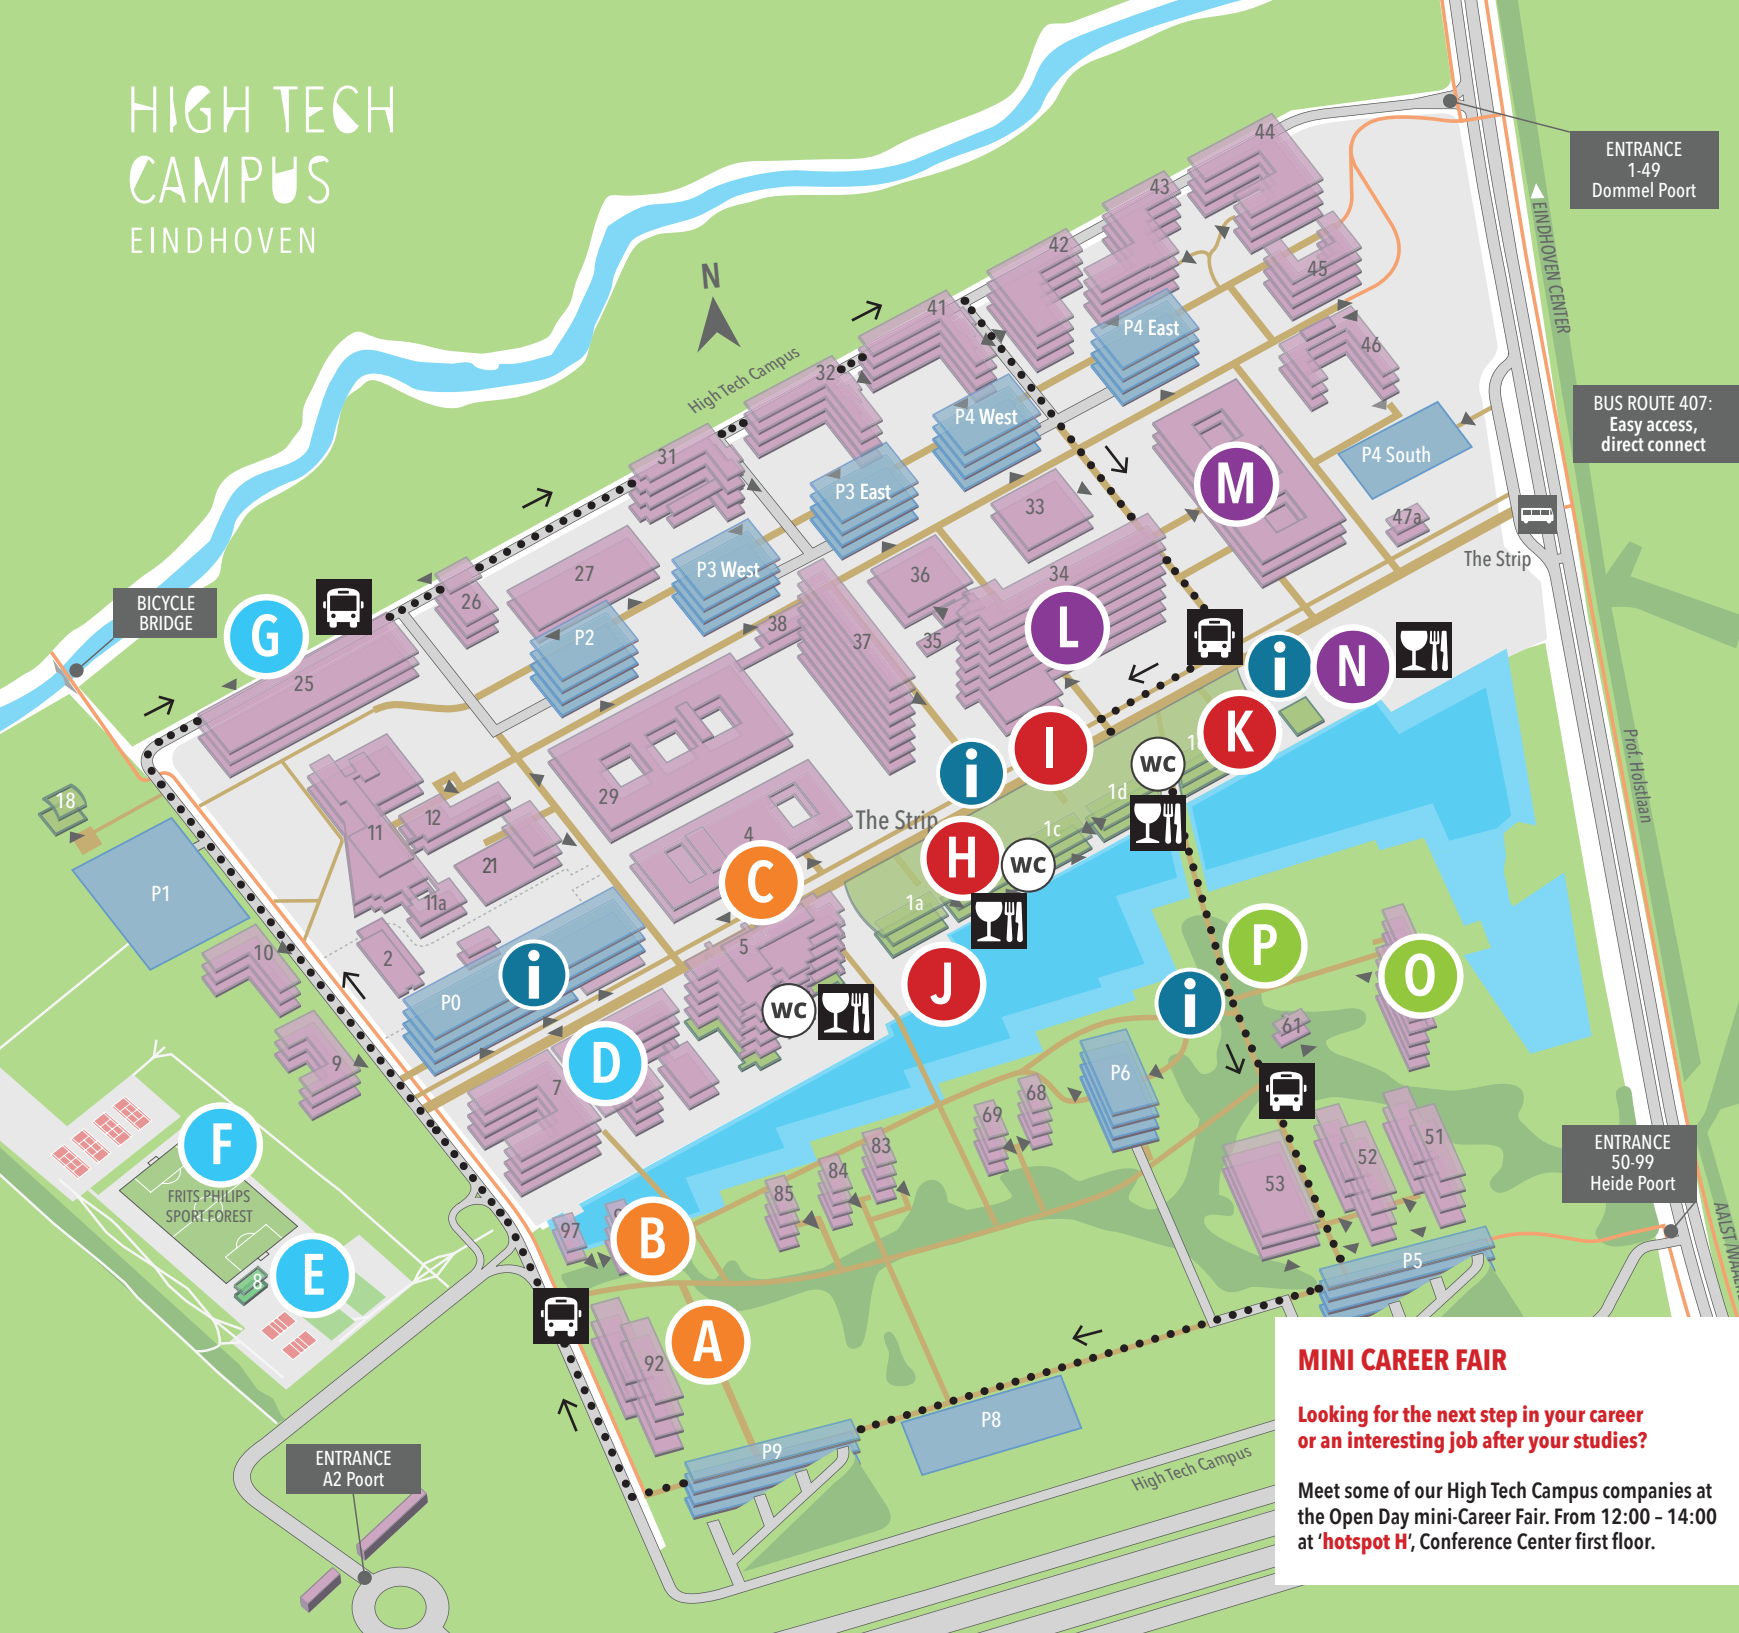 HIGH TECH
CAMPUS
EINDHOVEN
N
ENTRANCE
1-49
Dommel Poort
EINDHOVEN CENTER
BUS ROUTE 407:
Easy access,
direct connect
44
43
42
45
41
P4 East
46
High Tech Campus
32
P4 West
P4 South
31
P3 East
M
33
47a
The Strip
27
P3 West
36
34
26
BICYCLE
BRIDGE
G
P2
38
37
35
L
25
i
N
K
I
i
WC
1d
29
The Strip
18
12
11
4
1c
21
H
WC
C
P1
11a
1a
10
2
5
P0
i
J
P
O
i
WC
Prof. Holstlaan
61
9
D
7
P6
68
69
F
FRITS PHILIPS
SPORT FOREST
83
84
85
51
52
53
ENTRANCE
50-99
Heide Poort
97
B
E
8
P5
A
92
P8
P9
High Tech Campus
ENTRANCE
A2 Poort
MINI CAREER FAIR
Looking for the next step in your career
or an interesting job after your studies?
Meet some of our High Tech Campus companies at
the Open Day mini-Career Fair. From 12:00 – 14:00
at ‘hotspot H’, Conference Center first floor.